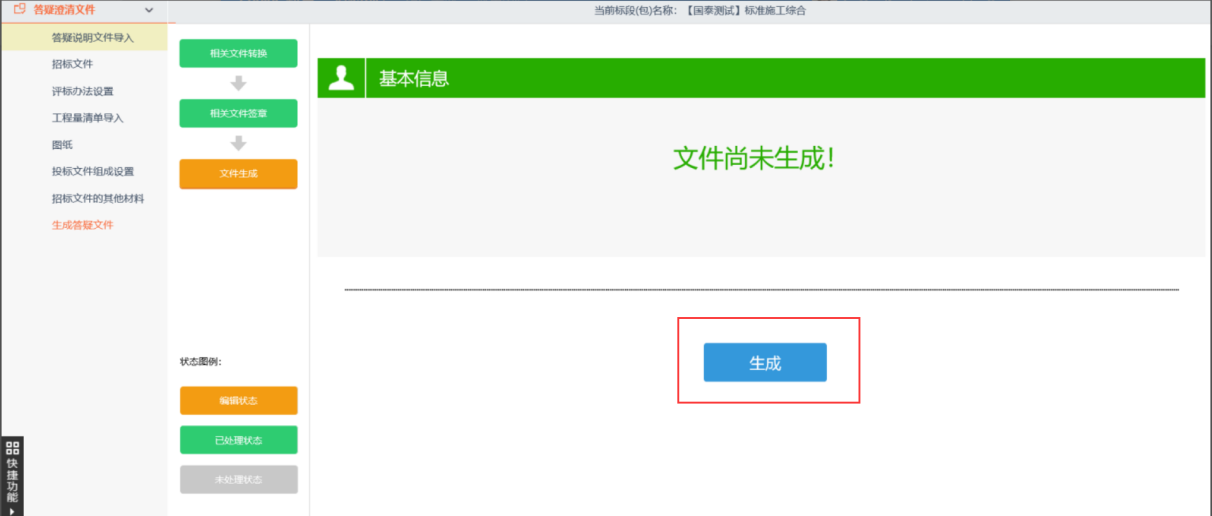 答疑澄清文件
当前标段(包)名称：【国泰测试】标准施工综合
答疑说明文件导入
招标文件
评标办法设置
工程量清单导入
图纸
投标文件组成设置
招标文件的其他材料
生成答疑文件
相关文件转换
相关文件签章
文件生成
状态图例：
编辑状态
已处理状态
未处理状态
基本信息
文件尚未生成！
生成
快捷功能